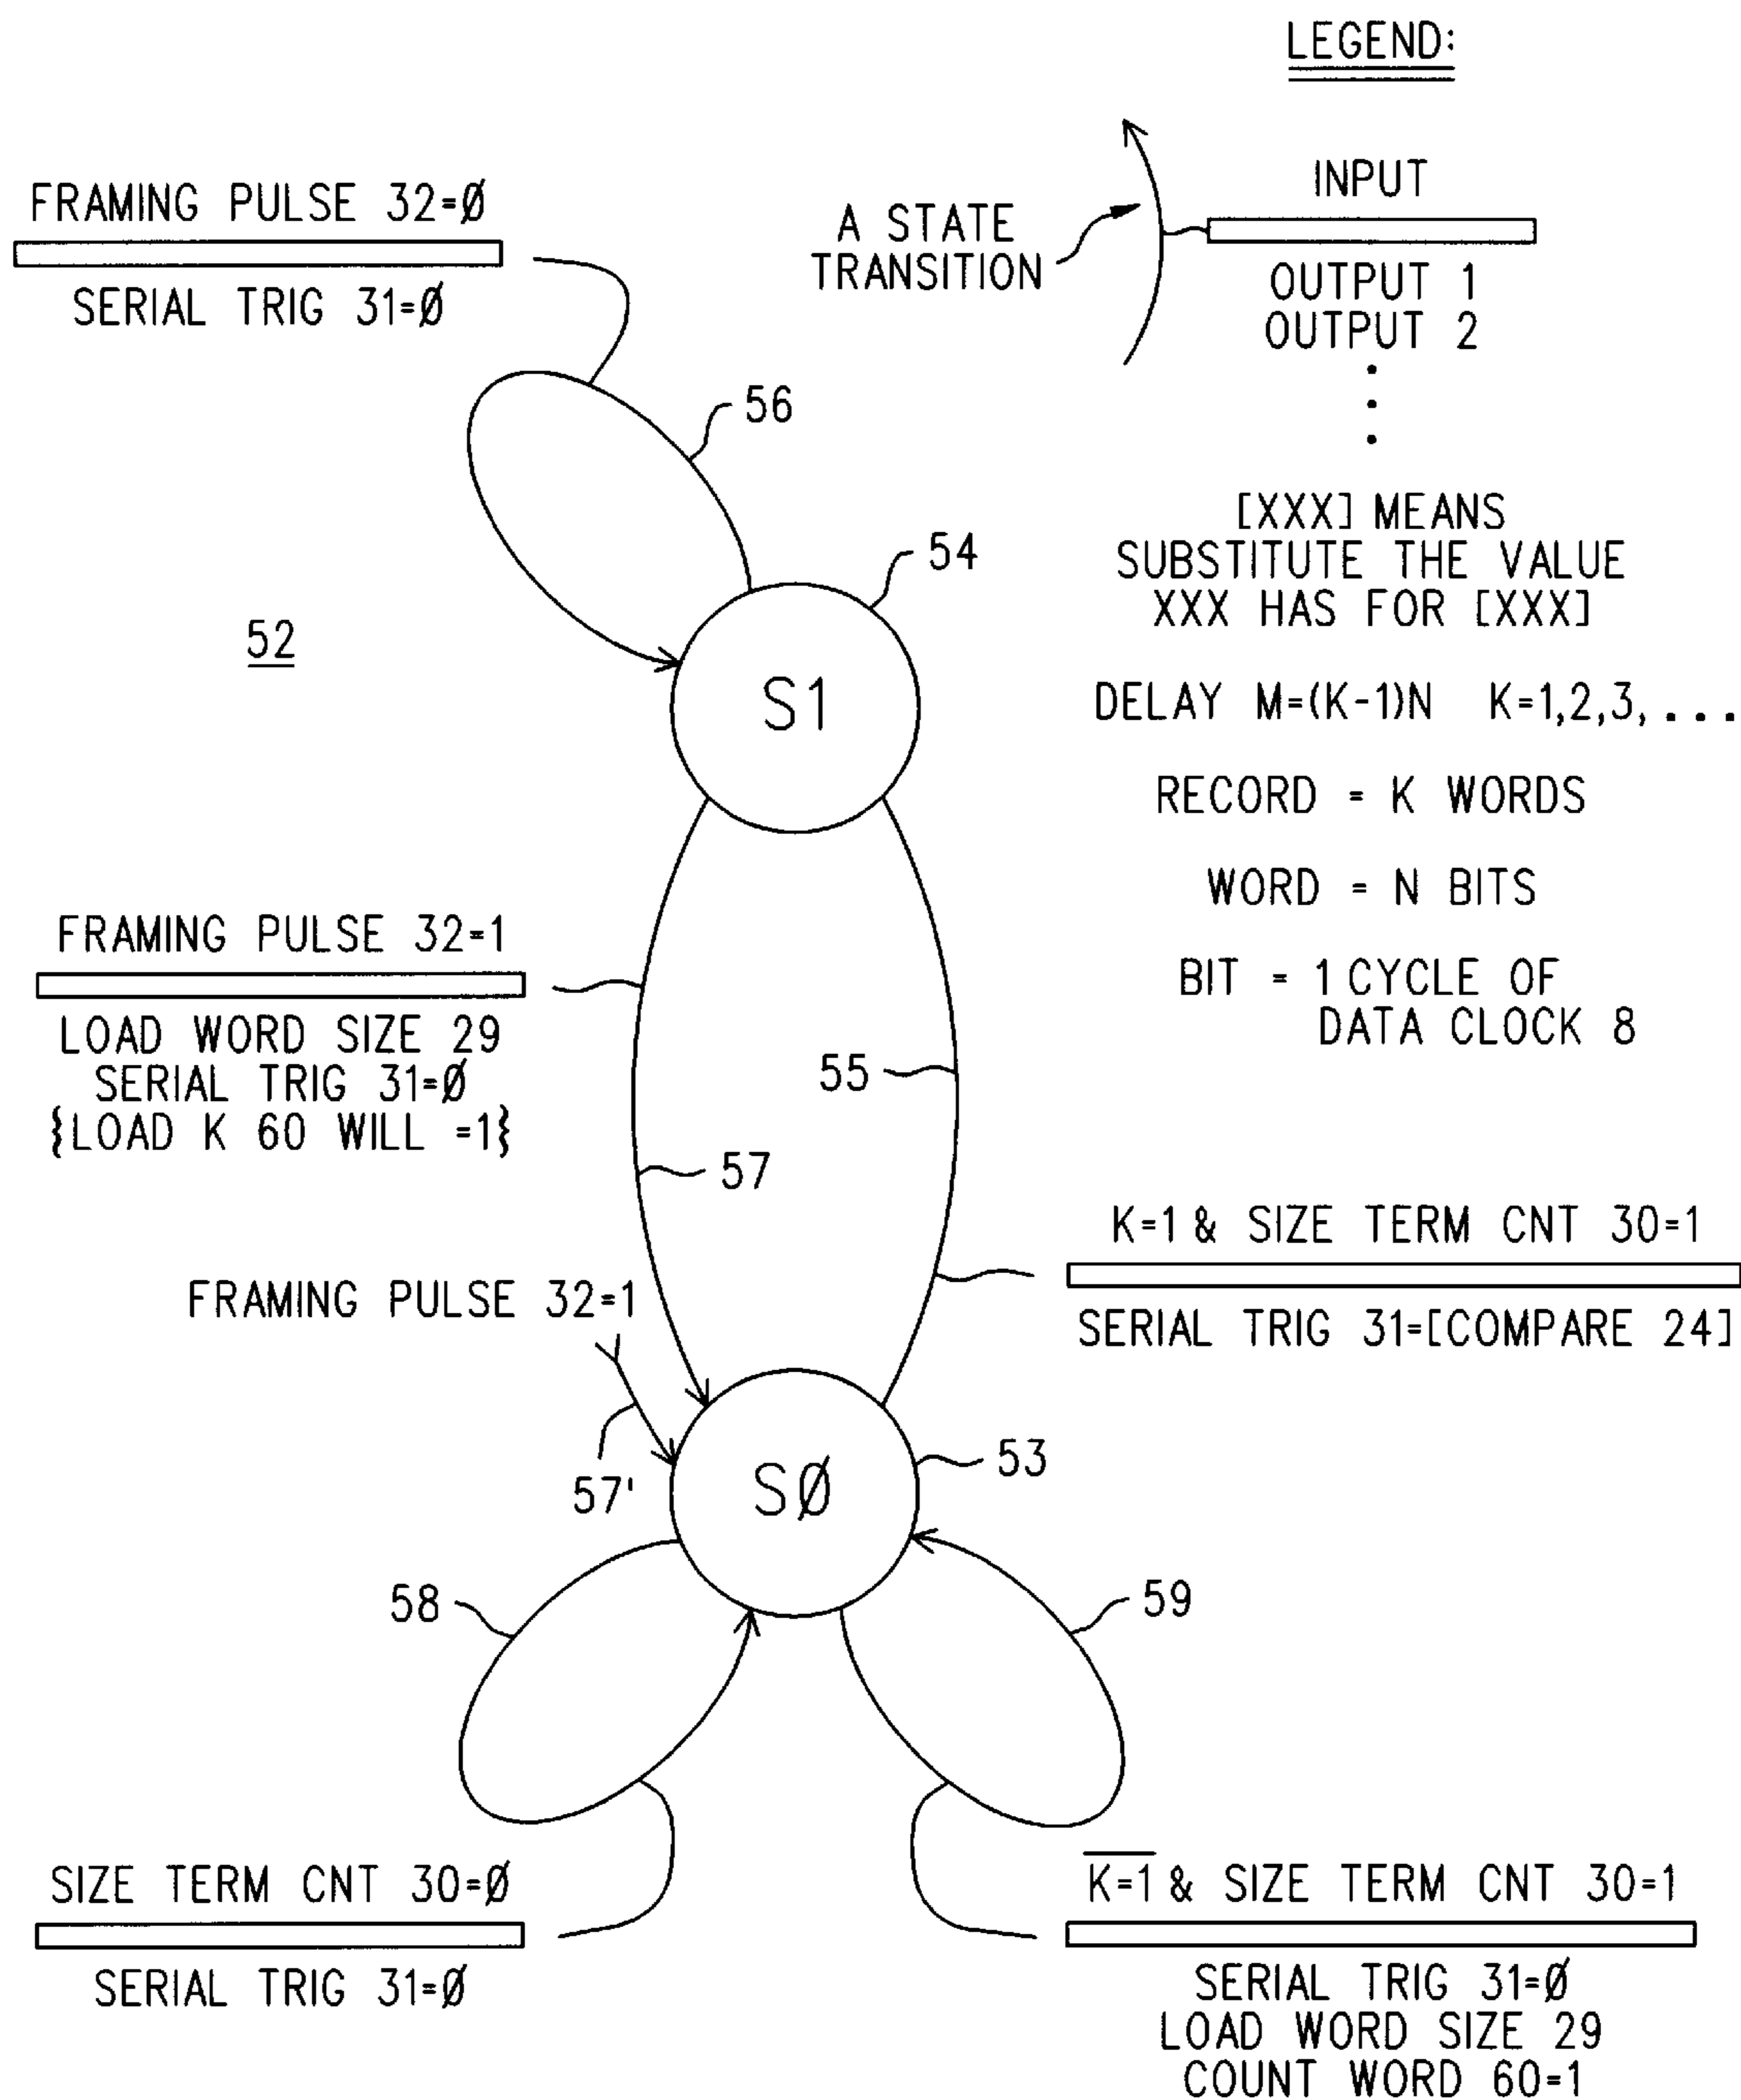 LEGEND:
FRAMING PULSE 32=Ø
SERIAL TRIG 31=Ø
A STATE
TRANSITION
INPUT
OUTPUT 1
OUTPUT 2
56
[XXX] MEANS
SUBSTITUTE THE VALUE
XXX HAS FOR [XXX]
54
52
S1
DELAY M=(K-1)N K=1,2,3, ...
RECORD = K WORDS
WORD = N BITS
BIT = 1 CYCLE OF
DATA CLOCK 8
FRAMING PULSE 32=1
LOAD WORD SIZE 29
SERIAL TRIG 31=Ø
{LOAD K 60 WILL =1}
55
57
K=1 & SIZE TERM CNT 30=1
SERIAL TRIG 31=[COMPARE 24]
FRAMING PULSE 32=1
57'
53
SØ
58
59
SIZE TERM CNT 30=Ø
SERIAL TRIG 31=Ø
K̅=̅1̅ & SIZE TERM CNT 30=1
SERIAL TRIG 31=Ø
LOAD WORD SIZE 29
COUNT WORD 60=1